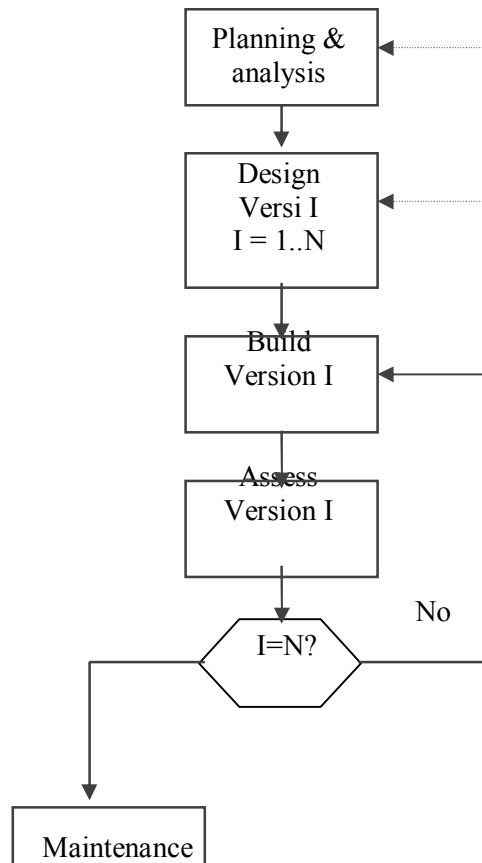 Planning &
analysis
Design
Versi I
I = 1..N
Build
Version I
Assess
Version I
No
I=N?
Maintenance